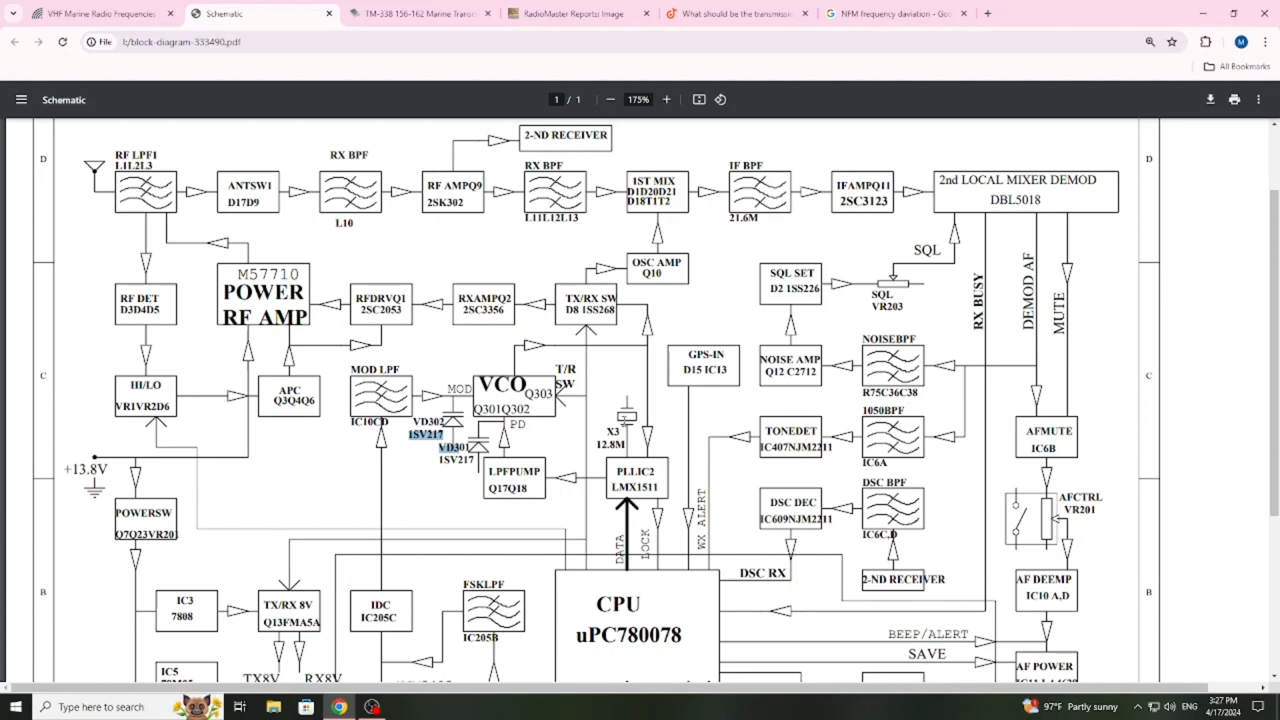 VHF Marine Radio Frequencies
Schematic
TM-338 156-162 Marine Trans
RadioMaster Reports: Image
What should be the transmissi
NFM frequency deviation - Goo
File
block-diagram-333490.pdf
All Bookmarks
Schematic
1 / 1
175%
D
D
C
C
B
B
2-ND RECEIVER
RF LPF1
L1L2L3
ANTSW1
D17D9
RX BPF
L10
RF AMPQ9
2SK302
RX BPF
L11L12L13
1ST MIX
D1D20D21
D18T1T2
IF BPF
21.6M
IFAMPQ11
2SC3123
2nd LOCAL MIXER DEMOD
DBL5018
OSC AMP
Q10
SQL
RF DET
D3D4D5
M57710
POWER
RF AMP
RFDRVQ1
2SC2053
RXAMPQ2
2SC3356
TX/RX SW
D8 1SS268
SQL SET
D2 1SS226
SQL
VR203
RX BUSY
DEMOD AF
MUTE
HI/LO
VR1VR2D6
APC
Q3Q4Q6
MOD LPF
IC10CD
MOD
VCO
Q303
Q301Q302
T/R
SW
GPS-IN
D15 IC13
NOISE AMP
Q12 C2712
NOISEBPF
R75C36C38
VD302
1SV217
VD301
1SV217
PD
X3
12.8M
TONEDET
IC407NJM2211
1050BPF
IC6A
AFMUTE
IC6B
+13.8V
LPFPUMP
Q17Q18
PLLIC2
LMX1511
DSC DEC
IC609NJM2211
DSC BPF
IC6C,D
AFCTRL
VR201
POWERSW
Q7Q23VR201
DATA
LOCK
WX ALERT
DSC RX
2-ND RECEIVER
AF DEEMP
IC10 A,D
IC3
7808
TX/RX 8V
Q13FMA5A
IDC
IC205C
FSKLPF
IC205B
CPU
uPC780078
BEEP/ALERT
SAVE
AF POWER
IC5
TX8V
RX8V
Type here to search
97°F Partly sunny
ENG
3:27 PM
4/17/2024